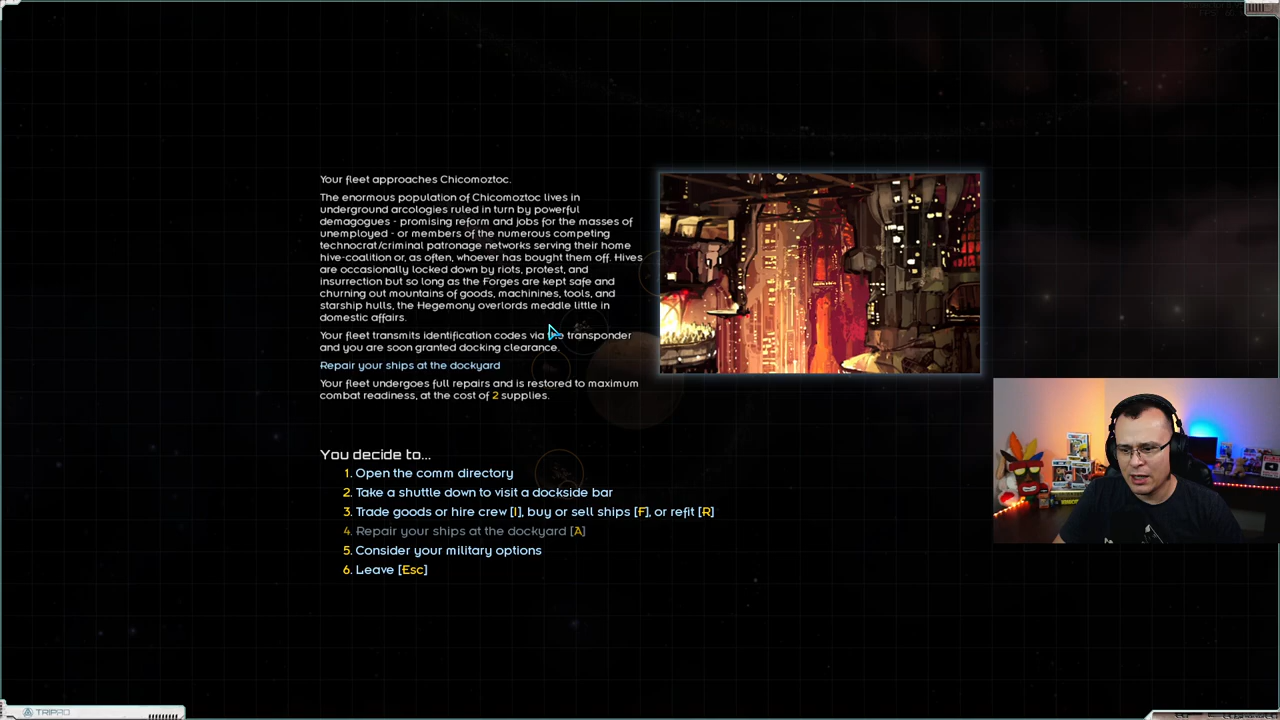 Your fleet approaches Chicomoztoc.
The enormous population of Chicomoztoc lives in
underground arcologies ruled in turn by powerful
demagogues - promising reform and jobs for the masses of
unemployed - or members of the numerous competing
technocrat/criminal patronage networks serving their home
hive-coalition or, as often, whoever has bought them off. Hives
are occasionally locked down by riots, protest, and
insurrection but so long as the Forges are kept safe and
churning out mountains of goods, machinines, tools, and
starship hulls, the Hegemony overlords meddle little in
domestic affairs.
Your fleet transmits identification codes via transponder
and you are soon granted docking clearance.
Repair your ships at the dockyard
Your fleet undergoes full repairs and is restored to maximum
combat readiness, at the cost of 2 supplies.
You decide to...
1. Open the comm directory
2. Take a shuttle down to visit a dockside bar
3. Trade goods or hire crew [I], buy or sell ships [F], or refit [R]
4. Repair your ships at the dockyard [A]
5. Consider your military options
6. Leave [Esc]
TRIPAD